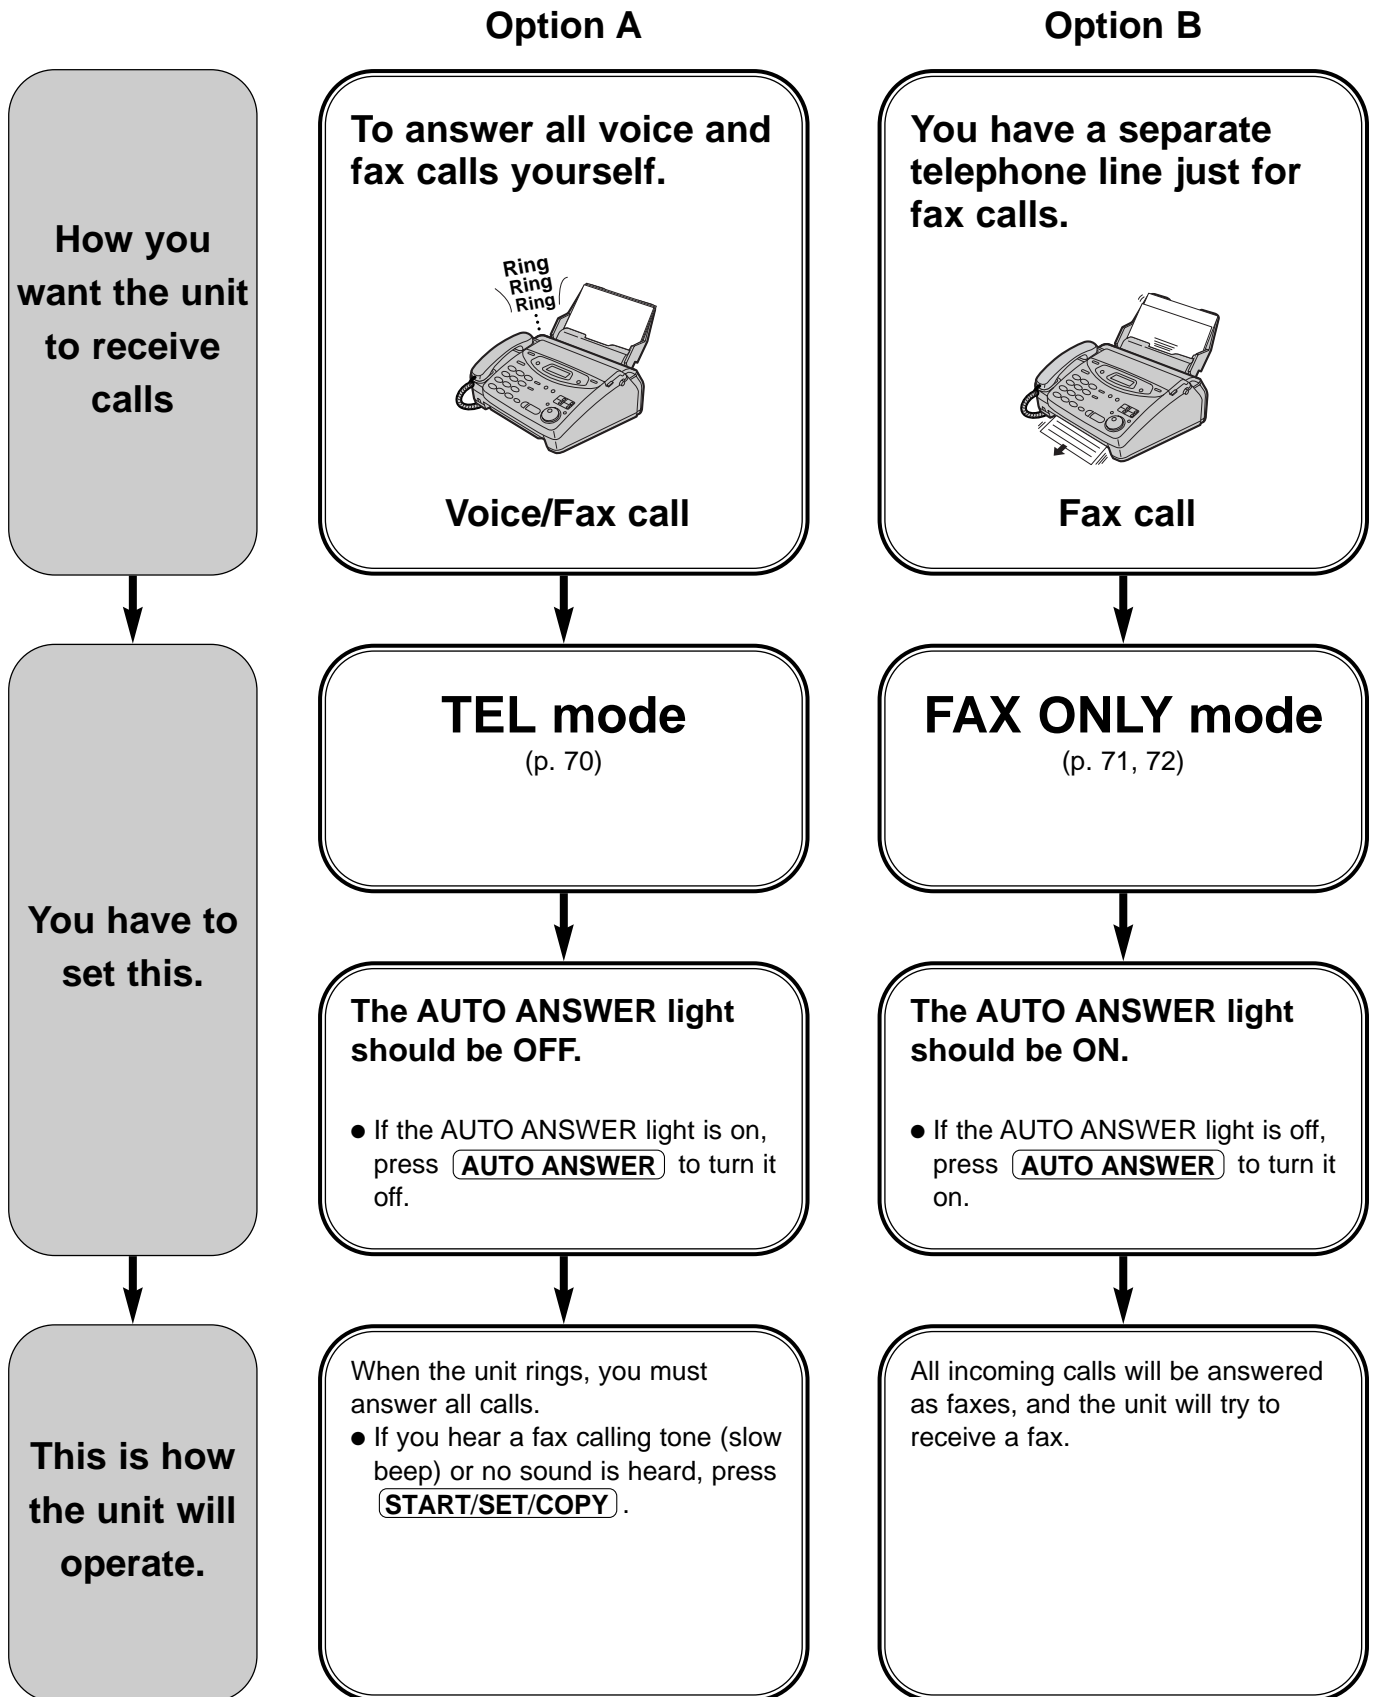 Option A
Option B
How you
want the unit
to receive
calls
To answer all voice and
fax calls yourself.
Ring
Ring
Ring
Voice/Fax call
You have a separate
telephone line just for
fax calls.
Fax call
You have to
set this.
TEL mode
(p. 70)
FAX ONLY mode
(p. 71, 72)
The AUTO ANSWER light
should be OFF.
● If the AUTO ANSWER light is on,
press AUTO ANSWER to turn it
off.
The AUTO ANSWER light
should be ON.
● If the AUTO ANSWER light is off,
press AUTO ANSWER to turn it
on.
This is how
the unit will
operate.
When the unit rings, you must
answer all calls.
● If you hear a fax calling tone (slow
beep) or no sound is heard, press
START/SET/COPY.
All incoming calls will be answered
as faxes, and the unit will try to
receive a fax.